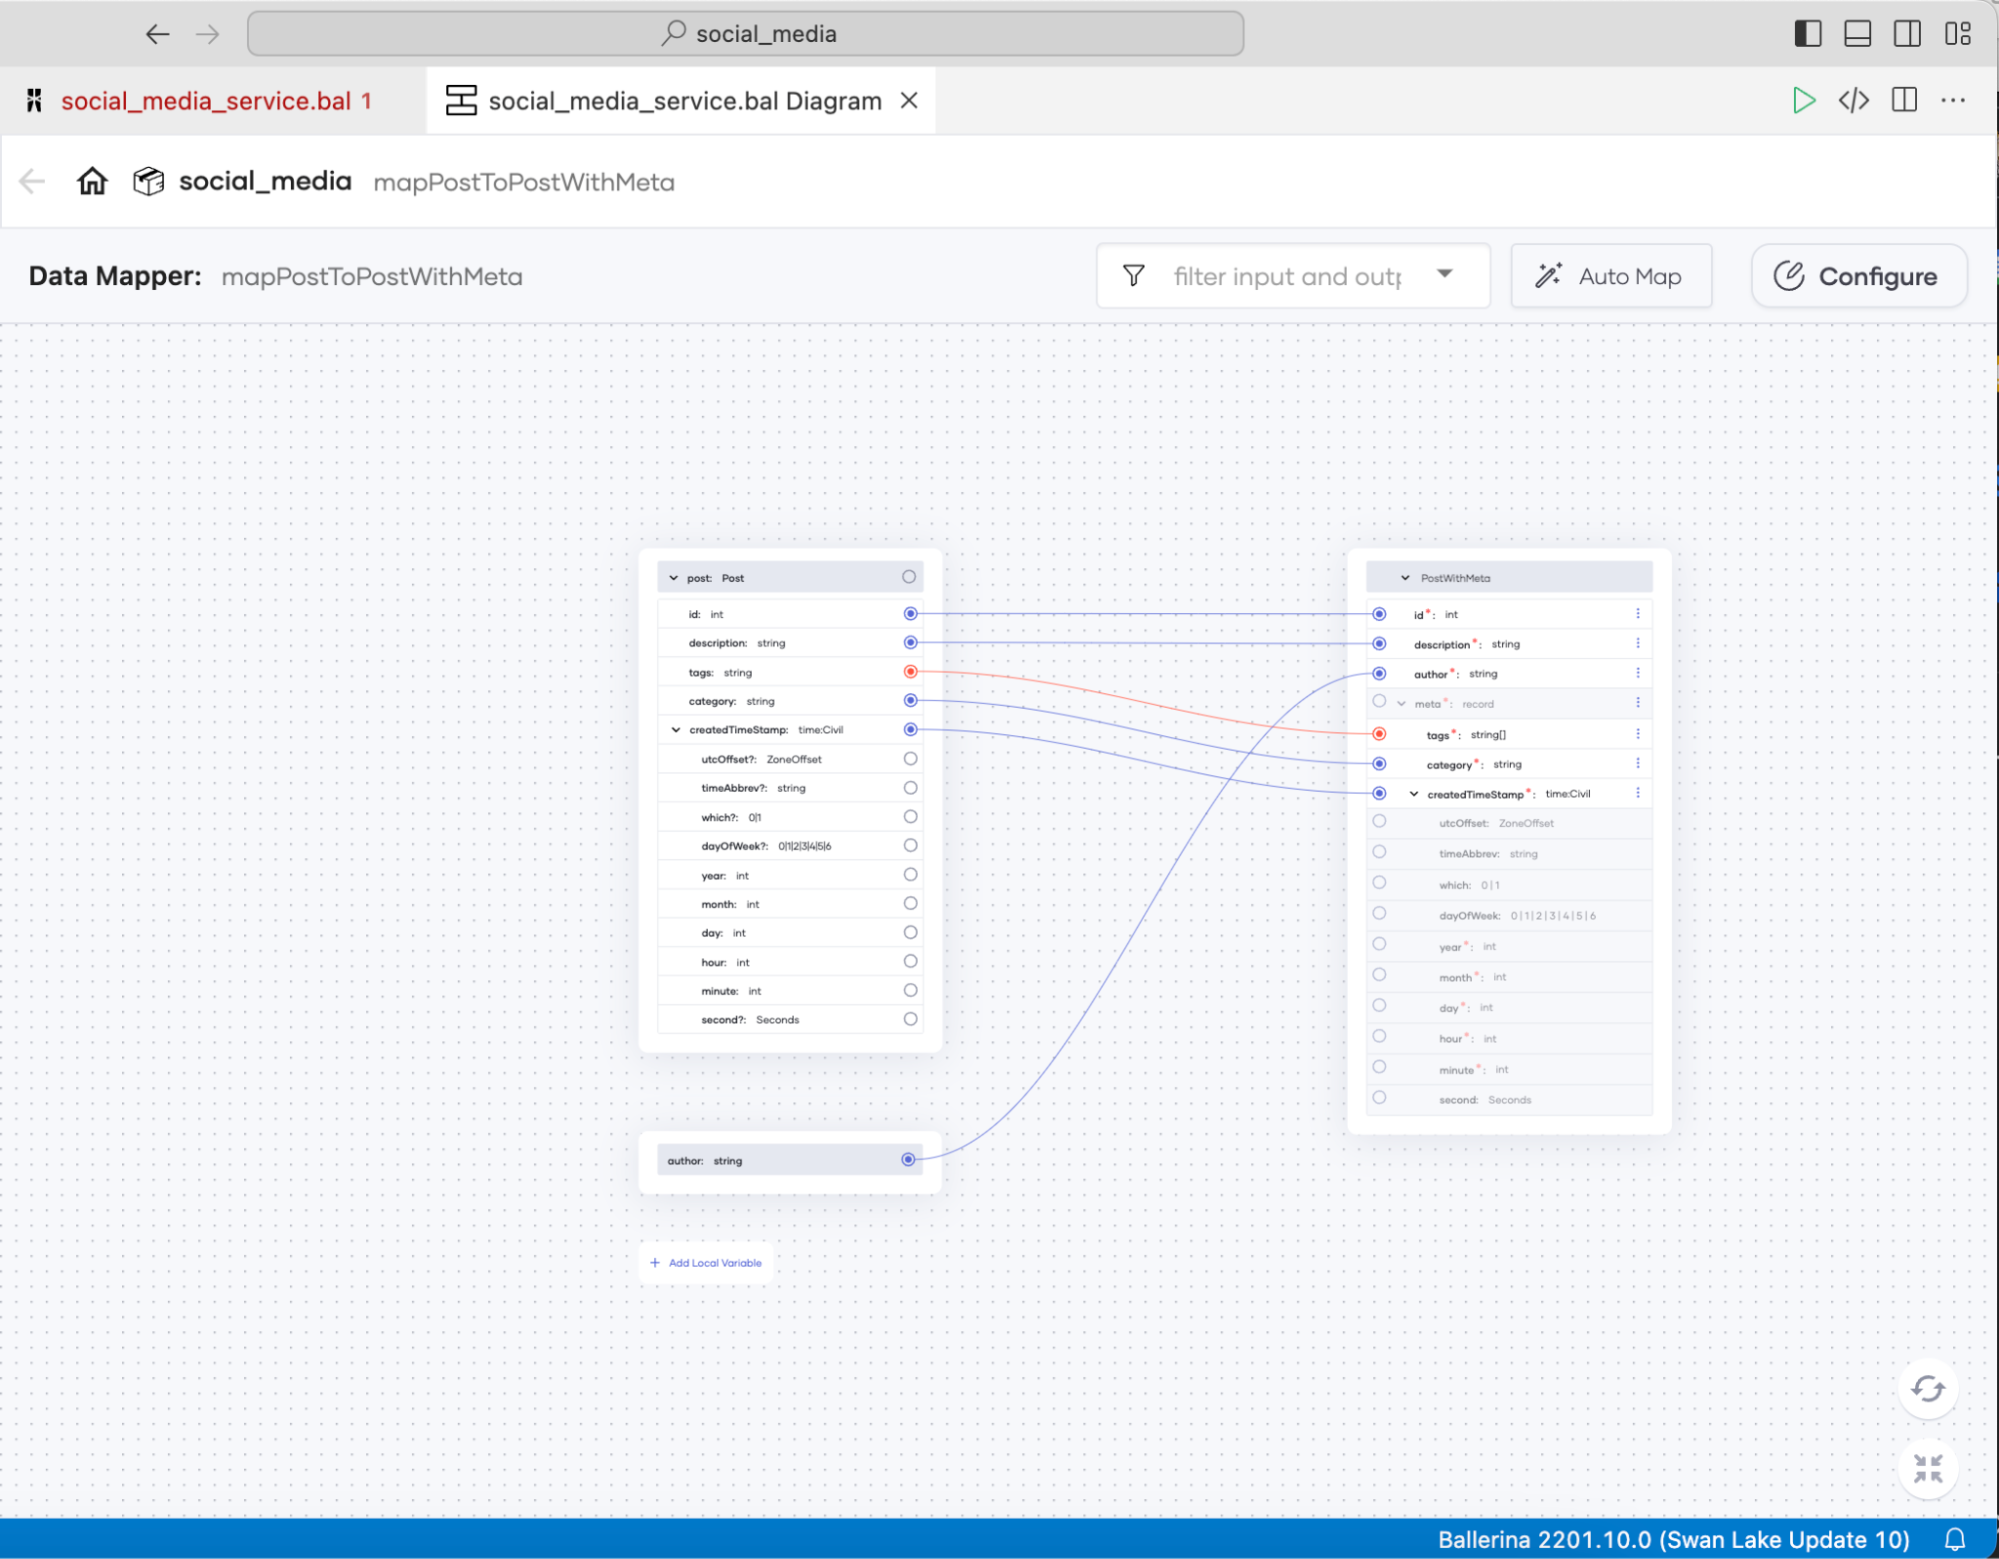 social_media
social_media_service.bal 1
social_media_service.bal Diagram
social_media mapPostToPostWithMeta
Data Mapper: mapPostToPostWithMeta
filter input and outp
Auto Map
Configure
post: Post
id: int
description: string
tags: string
category: string
createdTimeStamp: time:Civil
utcOffset?: ZoneOffset
timeAbbrev?: string
which?: 0|1
dayOfWeek?: 0|1|2|3|4|5|6
year: int
month: int
day: int
hour: int
minute: int
second?: Seconds
author: string
+ Add Local Variable
PostWithMeta
id*: int
description*: string
author*: string
meta*: record
tags*: string[]
category*: string
createdTimeStamp*: time:Civil
utcOffset: ZoneOffset
timeAbbrev: string
which: 0|1
dayOfWeek: 0|1|2|3|4|5|6
year*: int
month*: int
day*: int
hour*: int
minute*: int
second: Seconds
Ballerina 2201.10.0 (Swan Lake Update 10)